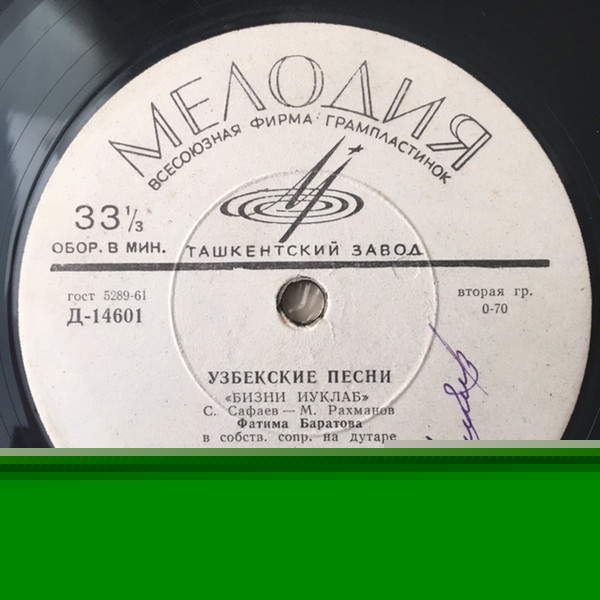 МЕЛОДИЯ
ВСЕСОЮЗНАЯ ФИРМА ГРАМПЛАСТИНОК
33⅓
ОБОР. В МИН.
ТАШКЕНТСКИЙ ЗАВОД
гост 5289-61
Д-14601
вторая гр.
0-70
УЗБЕКСКИЕ ПЕСНИ
«БИЗНИ ИУКЛАБ»
С. Сафаев — М. Рахманов
Фатима Баратова
в собств. сопр. на дутаре